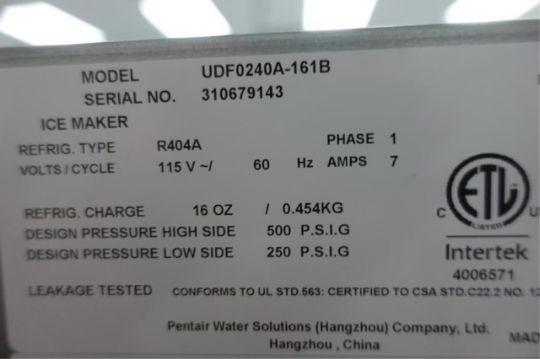 MODEL UDF0240A-161B
SERIAL NO. 310679143
ICE MAKER
REFRIG. TYPE R404A PHASE 1
VOLTS / CYCLE 115 V ~/ 60 Hz AMPS 7
REFRIG. CHARGE 16 OZ / 0.454KG
DESIGN PRESSURE HIGH SIDE 500 P.S.I.G
DESIGN PRESSURE LOW SIDE 250 P.S.I.G
C ETL U
LISTED
Intertek
4006571
LEAKAGE TESTED CONFORMS TO UL STD.563: CERTIFIED TO CSA STD.C22.2 NO. 12
Pentair Water Solutions (Hangzhou) Company, Ltd.
Hangzhou , China MAD